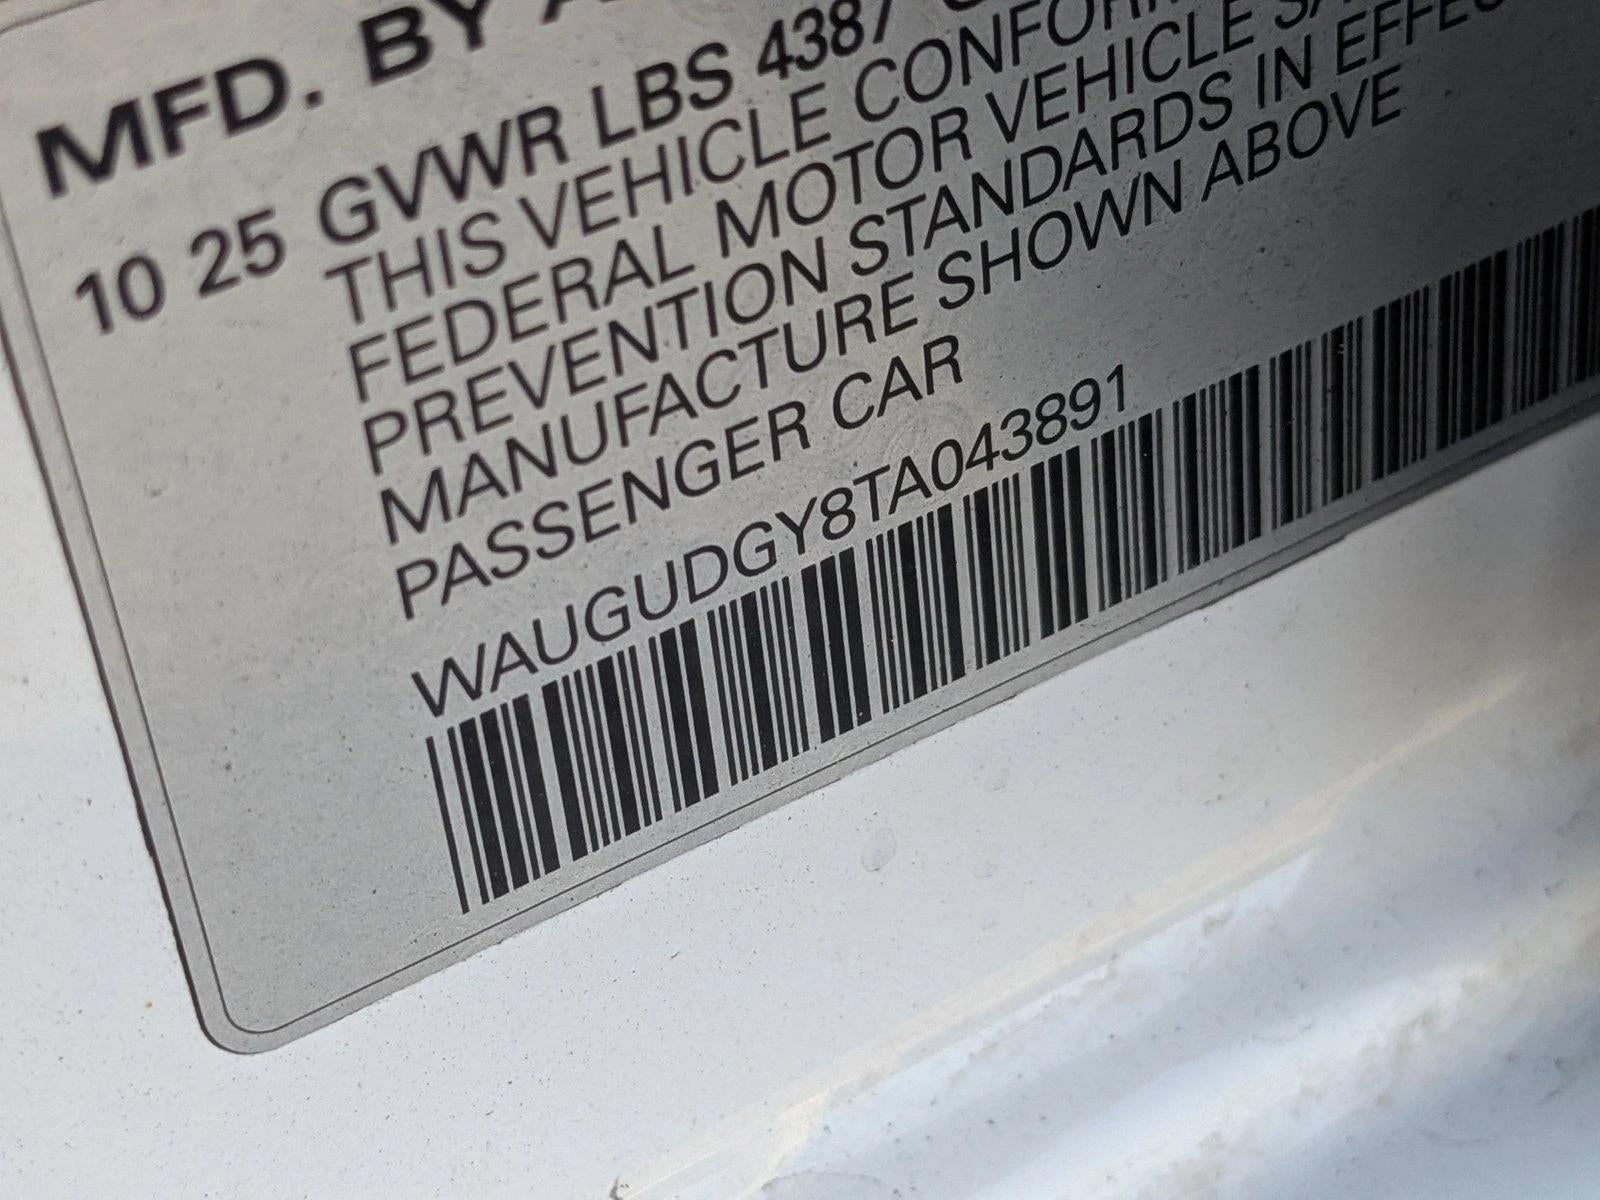 MFD. BY
10 25 GVWR LBS 4387
THIS VEHICLE
FEDERAL MOTOR VEHICLE
PREVENTION STANDARDS IN
MANUFACTURE SHOWN ABOVE
PASSENGER CAR
WAUGUDGY8TA043891